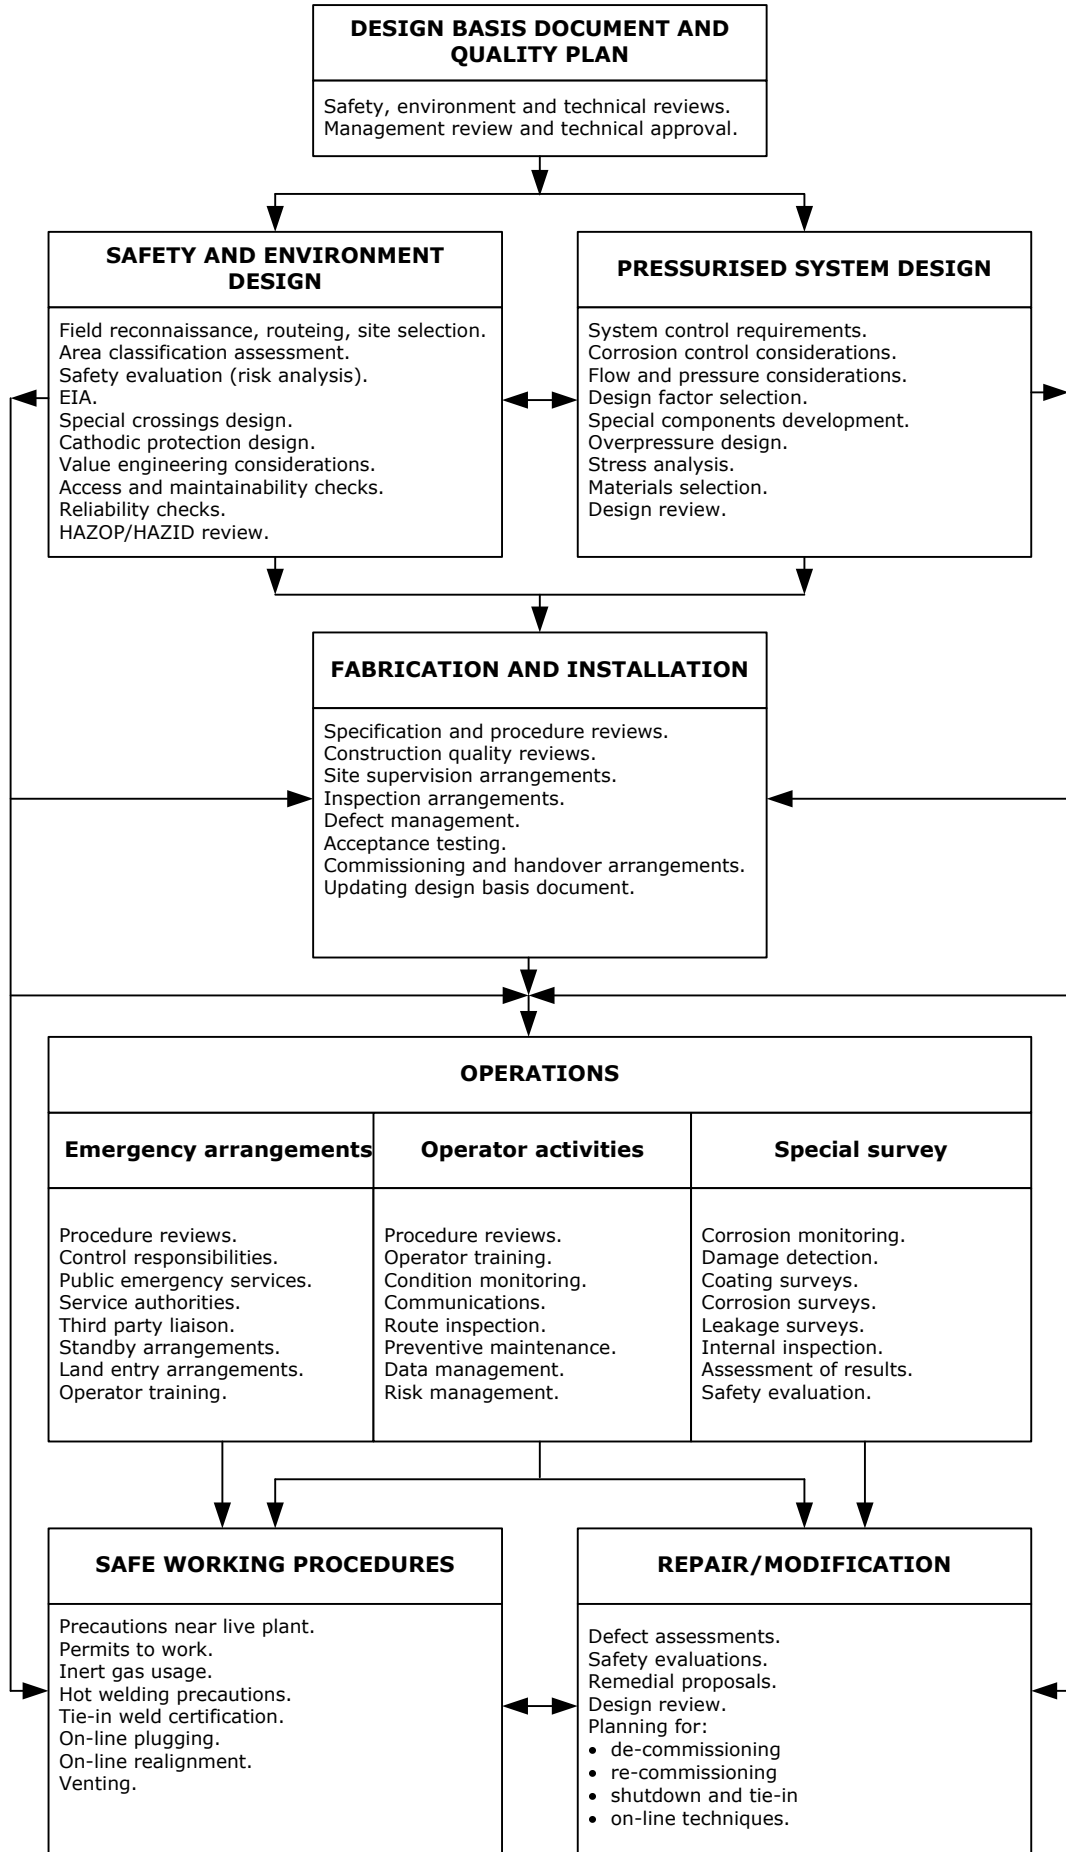 DESIGN BASIS DOCUMENT AND
QUALITY PLAN
Safety, environment and technical reviews.
Management review and technical approval.
SAFETY AND ENVIRONMENT
DESIGN
Field reconnaissance, routeing, site selection.
Area classification assessment.
Safety evaluation (risk analysis).
EIA.
Special crossings design.
Cathodic protection design.
Value engineering considerations.
Access and maintainability checks.
Reliability checks.
HAZOP/HAZID review.
PRESSURISED SYSTEM DESIGN
System control requirements.
Corrosion control considerations.
Flow and pressure considerations.
Design factor selection.
Special components development.
Overpressure design.
Stress analysis.
Materials selection.
Design review.
FABRICATION AND INSTALLATION
Specification and procedure reviews.
Construction quality reviews.
Site supervision arrangements.
Inspection arrangements.
Defect management.
Acceptance testing.
Commissioning and handover arrangements.
Updating design basis document.
OPERATIONS
Emergency arrangements
Procedure reviews.
Control responsibilities.
Public emergency services.
Service authorities.
Third party liaison.
Standby arrangements.
Land entry arrangements.
Operator training.
Operator activities
Procedure reviews.
Operator training.
Condition monitoring.
Communications.
Route inspection.
Preventive maintenance.
Data management.
Risk management.
Special survey
Corrosion monitoring.
Damage detection.
Coating surveys.
Corrosion surveys.
Leakage surveys.
Internal inspection.
Assessment of results.
Safety evaluation.
SAFE WORKING PROCEDURES
Precautions near live plant.
Permits to work.
Inert gas usage.
Hot welding precautions.
Tie-in weld certification.
On-line plugging.
On-line realignment.
Venting.
REPAIR/MODIFICATION
Defect assessments.
Safety evaluations.
Remedial proposals.
Design review.
Planning for:
• de-commissioning
• re-commissioning
• shutdown and tie-in
• on-line techniques.